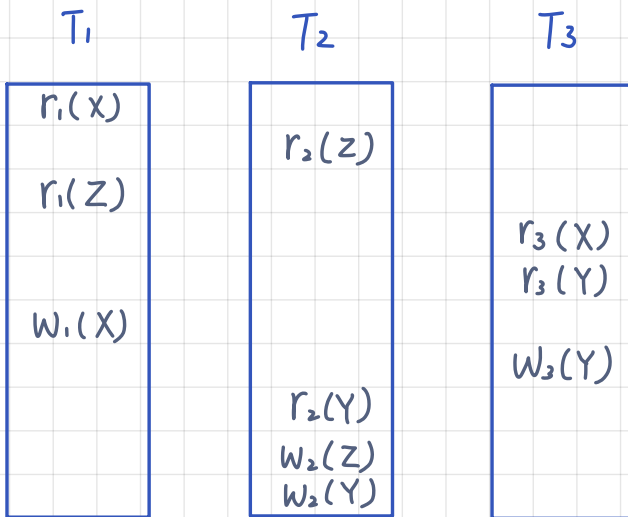 T₁ T₂ T₃
r₁(X)
r₂(Z)
r₁(Z)
r₃(X)
r₃(Y)
W₁(X)
W₃(Y)
r₂(Y)
W₂(Z)
W₂(Y)